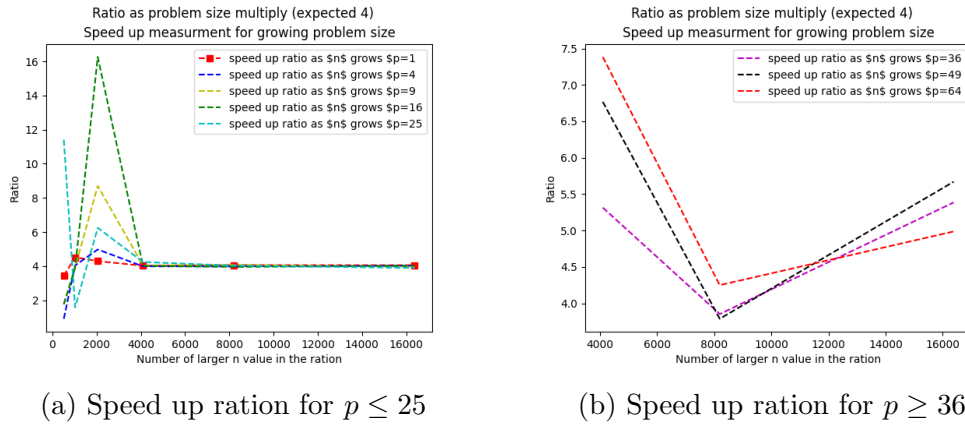 Ratio as problem size multiply (expected 4)
Speed up measurment for growing problem size
16
14
12
10
8
6
4
2
Ratio
speed up ratio as $n$ grows $p=1
speed up ratio as $n$ grows $p=4
speed up ratio as $n$ grows $p=9
speed up ratio as $n$ grows $p=16
speed up ratio as $n$ grows $p=25
0 2000 4000 6000 8000 10000 12000 14000 16000
Number of larger n value in the ration
(a) Speed up ration for p ≤ 25
Ratio as problem size multiply (expected 4)
Speed up measurment for growing problem size
7.5
7.0
6.5
6.0
5.5
5.0
4.5
4.0
Ratio
speed up ratio as $n$ grows $p=36
speed up ratio as $n$ grows $p=49
speed up ratio as $n$ grows $p=64
4000 6000 8000 10000 12000 14000 16000
Number of larger n value in the ration
(b) Speed up ration for p ≥ 36